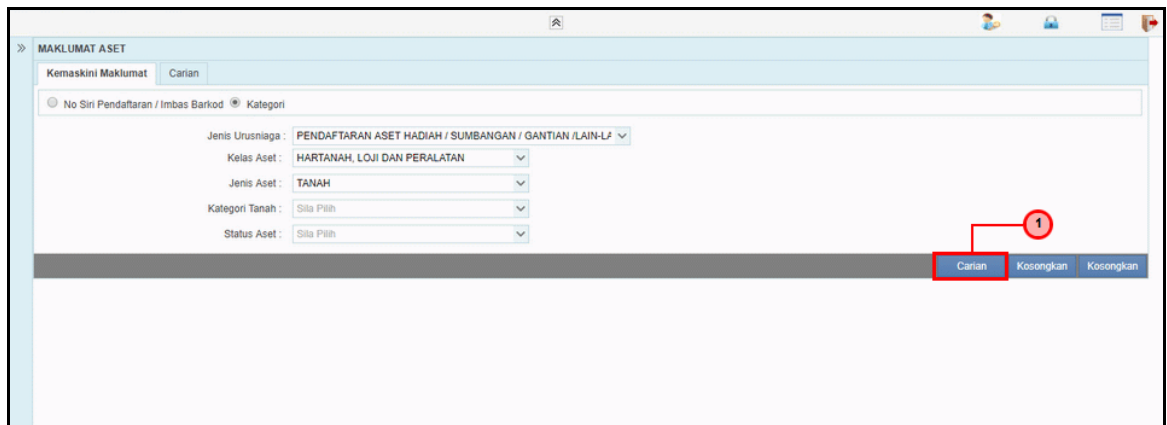 MAKLUMAT ASET
Kemaskini Maklumat Carian
No Siri Pendaftaran / Imbas Barkod Kategori
Jenis Urusniaga : PENDAFTARAN ASET HADIAH / SUMBANGAN / GANTIAN /LAIN-LA
Kelas Aset : HARTANAH, LOJI DAN PERALATAN
Jenis Aset : TANAH
Kategori Tanah : Sila Pilih
Status Aset : Sila Pilih
1
Carian Kosongkan Kosongkan